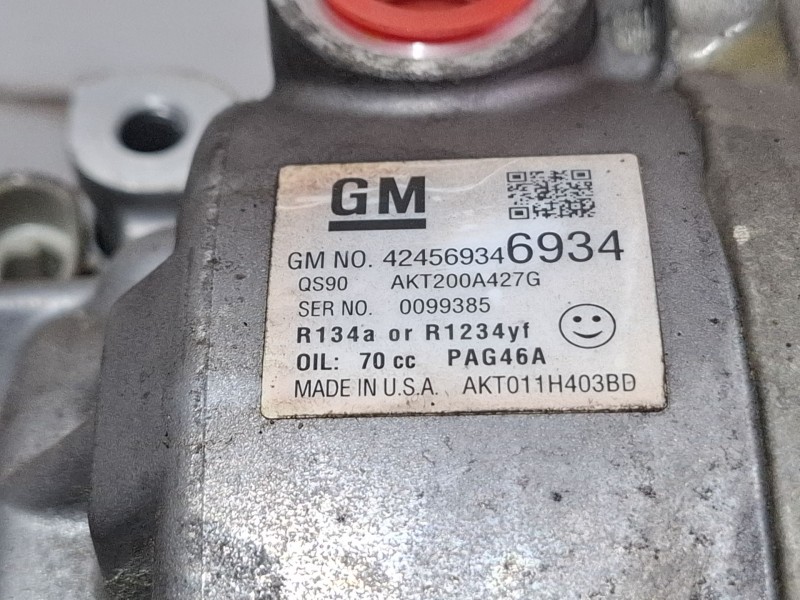 GM
GM NO. 42456934 6934
QS90 AKT200A427G
SER NO. 0099385
R134a or R1234yf
OIL: 70 cc PAG46A
MADE IN U.S.A. AKT011H403BD